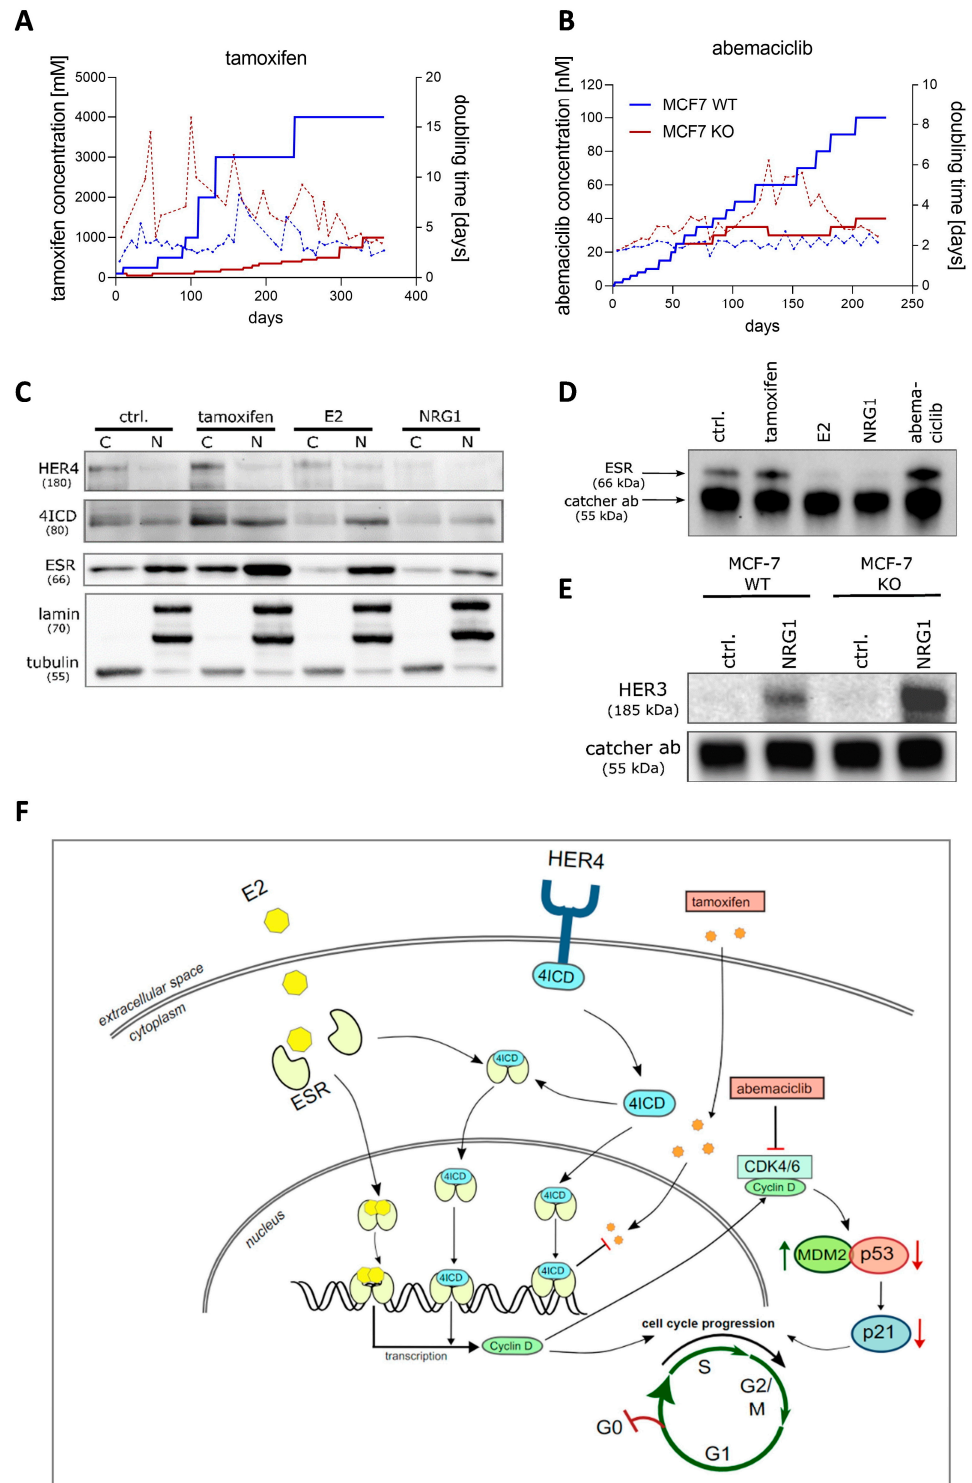 A
tamoxifen
tamoxifen concentration [mM]
5000
4000
3000
2000
1000
0
20
15
10
5
0
doubling time [days]
0 100 200 300 400
days
B
abemaciclib
abemaciclib concentration [nM]
120
100
80
60
40
20
0
MCF7 WT
MCF7 KO
10
8
6
4
2
0
doubling time [days]
0 50 100 150 200 250
days
C
ctrl. tamoxifen E2 NRG1
C N C N C N C N
HER4
(180)
4ICD
(80)
ESR
(66)
lamin
(70)
tubulin
(55)
D
ctrl.
tamoxifen
E2
NRG1
abema-
ciclib
ESR
(66 kDa)
catcher ab
(55 kDa)
E
MCF-7
WT
MCF-7
KO
ctrl.
NRG1
ctrl.
NRG1
HER3
(185 kDa)
catcher ab
(55 kDa)
F
HER4
E2
tamoxifen
extracellular space
cytoplasm
4ICD
ESR
4ICD
4ICD
abemaciclib
CDK4/6
Cyclin D
nucleus
4ICD
4ICD
MDM2
p53
4ICD
4ICD
p21
cell cycle progression
Cyclin D
transcription
S
G2/
M
G0
G1